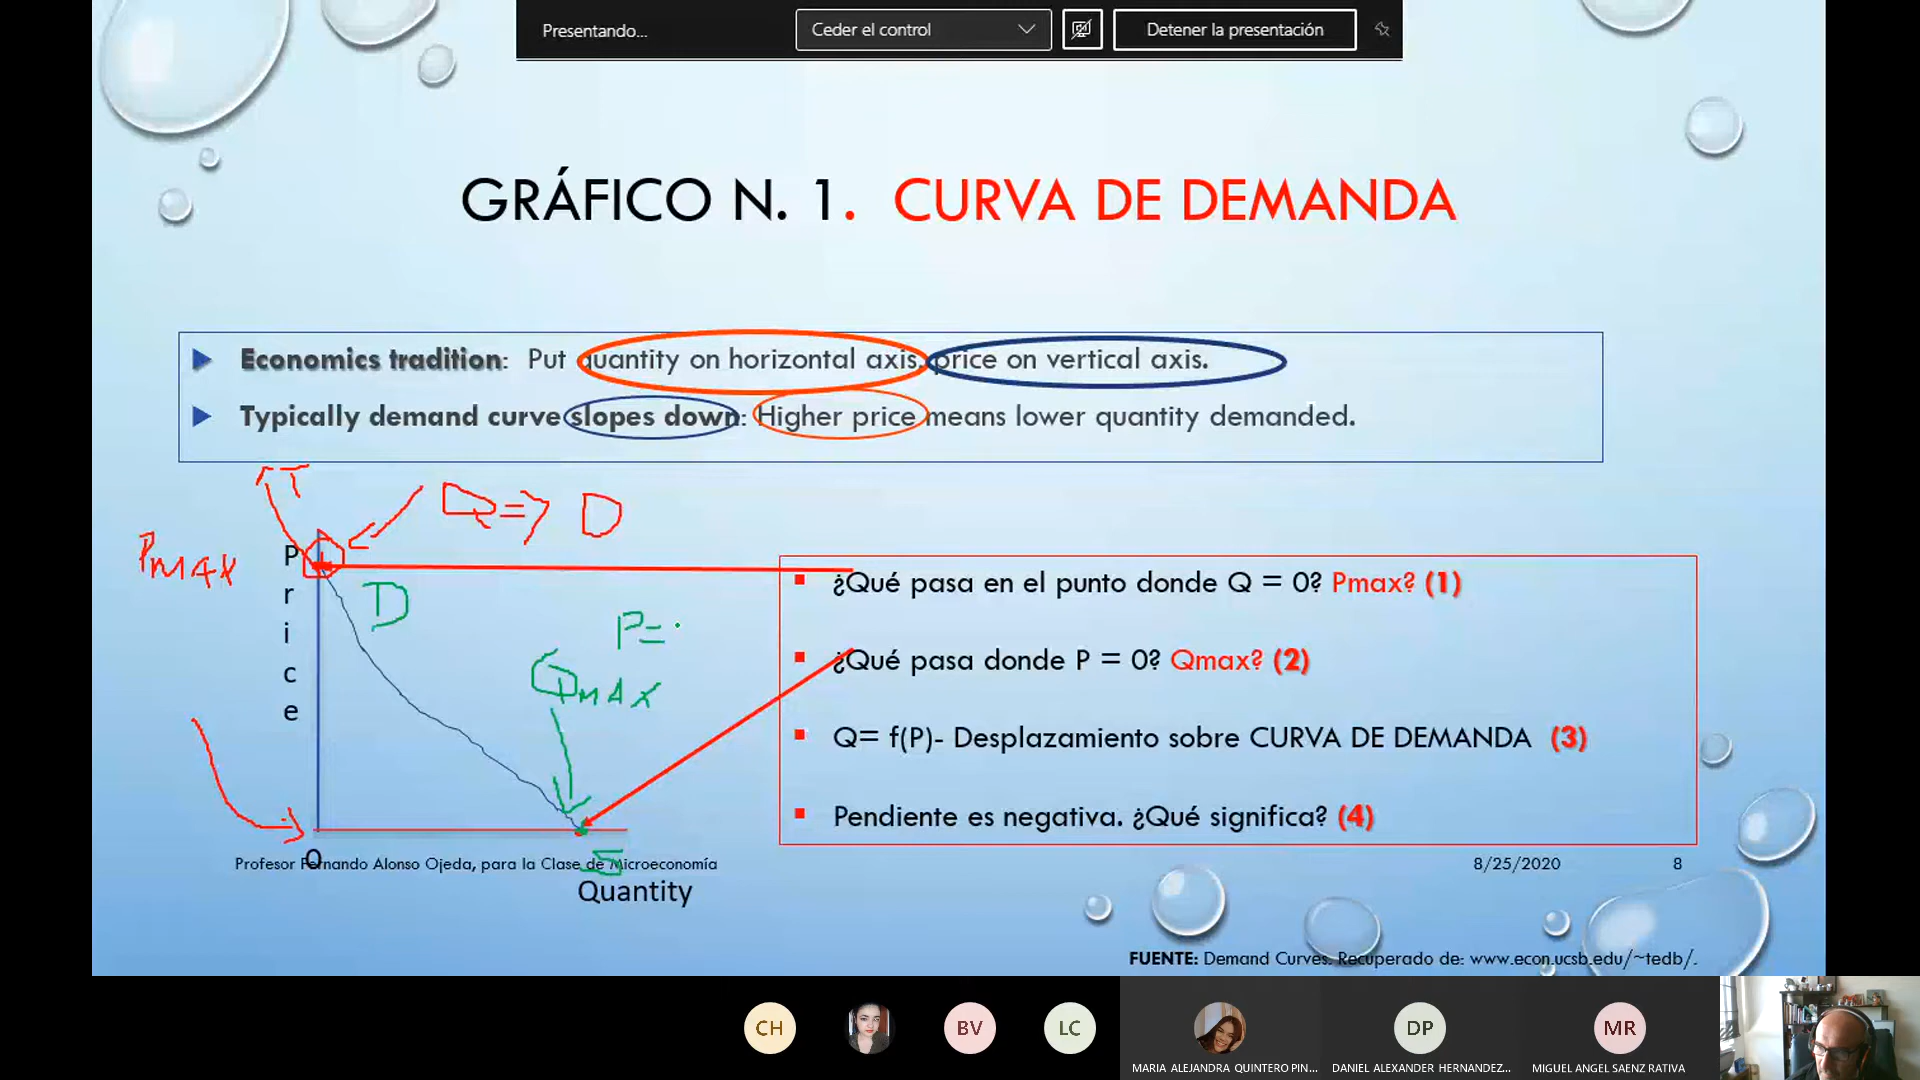 Presentando...
Ceder el control
Detener la presentación
GRÁFICO N. 1. CURVA DE DEMANDA
Economics tradition: Put quantity on horizontal axis, price on vertical axis.
Typically demand curve slopes down: Higher price means lower quantity demanded.
Q => D
PMAX
Price
D
P=
QMAX
¿Qué pasa en el punto donde Q = 0? Pmax? (1)
¿Qué pasa donde P = 0? Qmax? (2)
Q= f(P)- Desplazamiento sobre CURVA DE DEMANDA (3)
Pendiente es negativa. ¿Qué significa? (4)
0
Profesor Fernando Alonso Ojeda, para la Clase de Microeconomía
8/25/2020
8
Quantity
FUENTE: Demand Curves. Recuperado de: www.econ.ucsb.edu/~tedb/.
CH
BV
LC
DP
MR
MARIA ALEJANDRA QUINTERO PIN...
DANIEL ALEXANDER HERNANDEZ...
MIGUEL ANGEL SAENZ RATIVA